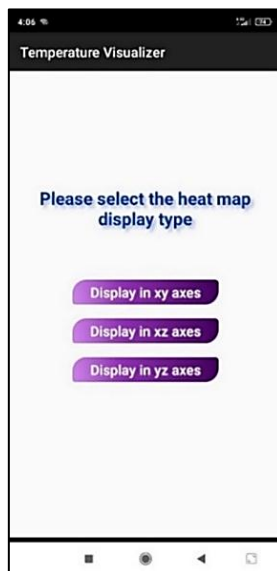 4:06
74
Temperature Visualizer
Please select the heat map
display type
Display in xy axes
Display in xz axes
Display in yz axes